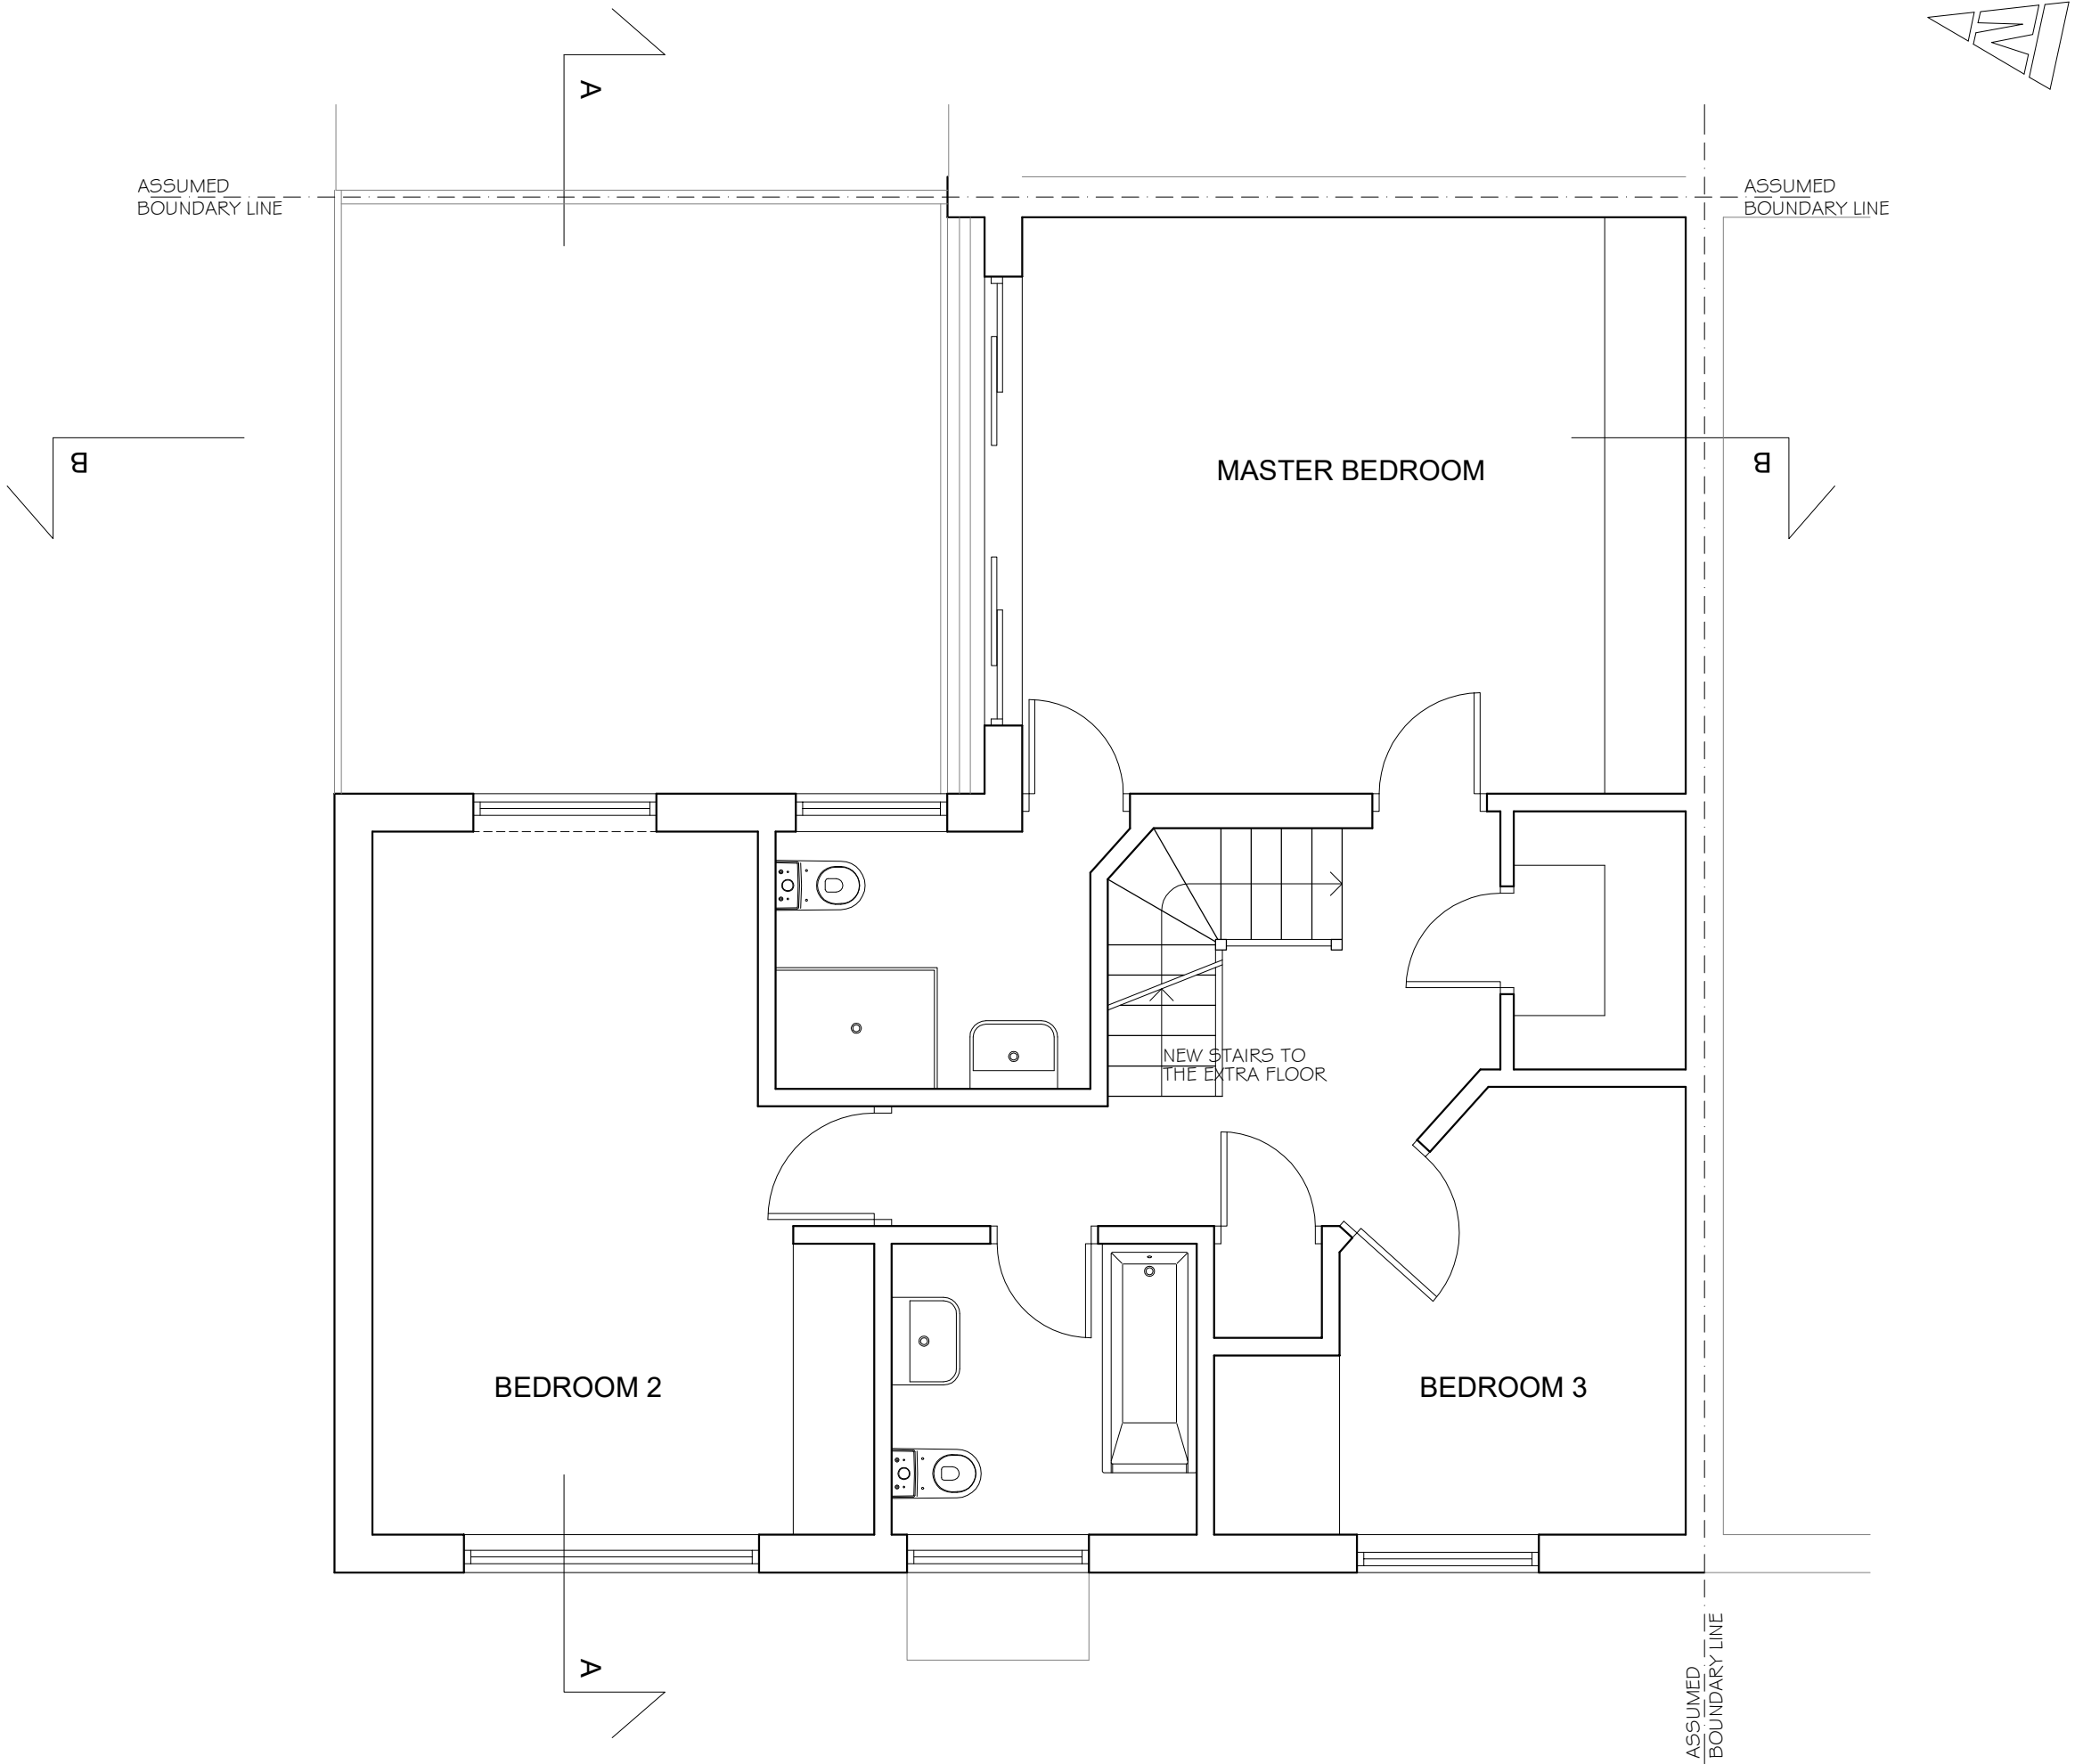 A
N
ASSUMED
BOUNDARY LINE
ASSUMED
BOUNDARY LINE
B
MASTER BEDROOM
B
NEW STAIRS TO
THE EXTRA FLOOR
BEDROOM 2
BEDROOM 3
A
ASSUMED
BOUNDARY LINE